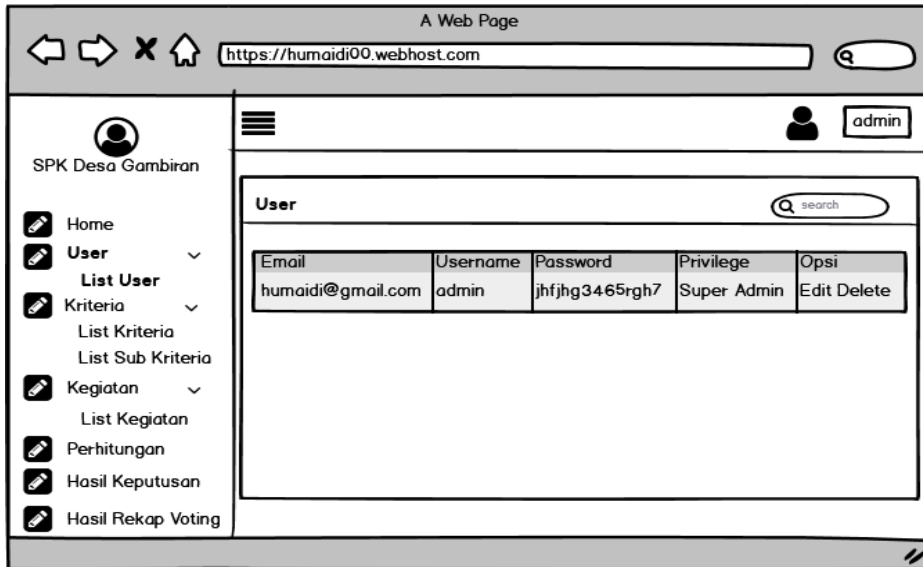 A Web Page
https://humaidi00.webhost.com
admin
SPK Desa Gambiran
Home
User
List User
Kriteria
List Kriteria
List Sub Kriteria
Kegiatan
List Kegiatan
Perhitungan
Hasil Keputusan
Hasil Rekap Voting
User
search
Email Username Password Privilege Opsi
humaidi@gmail.com admin jhfjhg3465rgh7 Super Admin Edit Delete